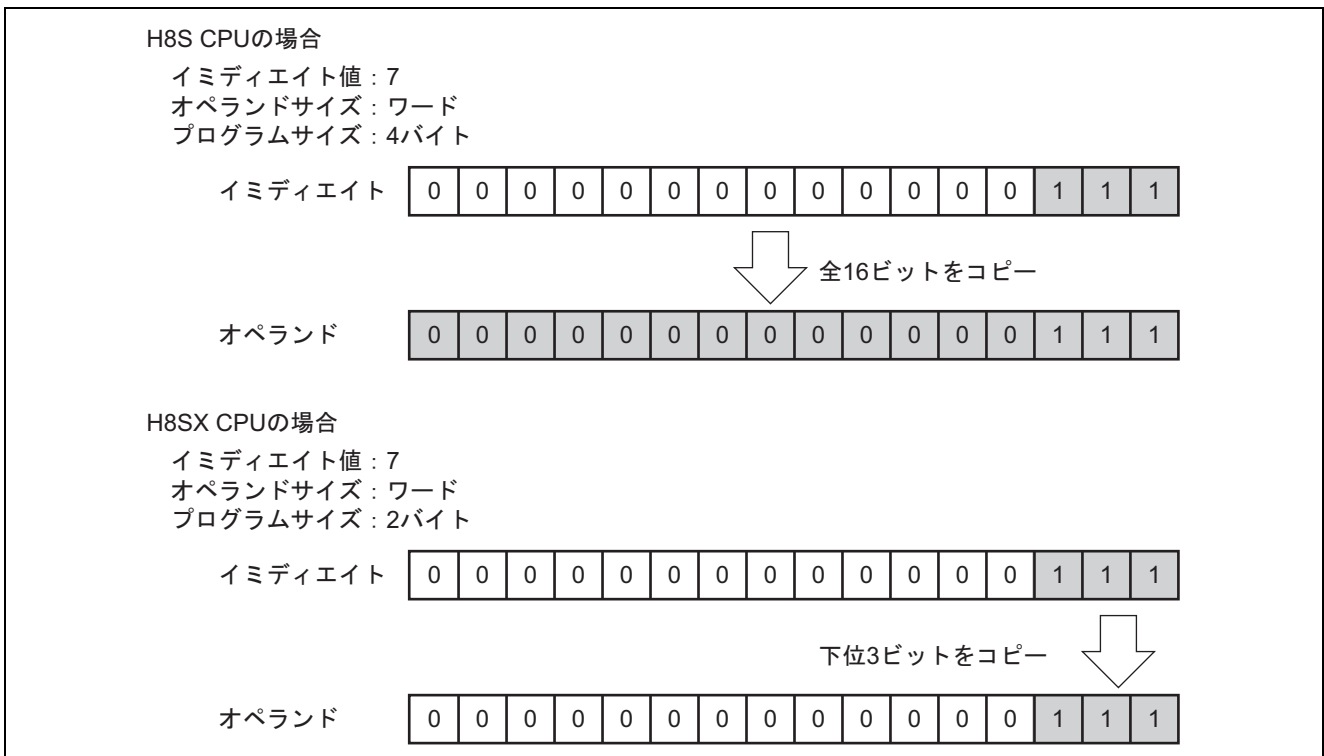 H8S CPUの場合
イミディエイト値：7
オペランドサイズ：ワード
プログラムサイズ：4バイト
イミディエイト 0 0 0 0 0 0 0 0 0 0 0 0 0 1 1 1
全16ビットをコピー
オペランド 0 0 0 0 0 0 0 0 0 0 0 0 0 1 1 1
H8SX CPUの場合
イミディエイト値：7
オペランドサイズ：ワード
プログラムサイズ：2バイト
イミディエイト 0 0 0 0 0 0 0 0 0 0 0 0 0 1 1 1
下位3ビットをコピー
オペランド 0 0 0 0 0 0 0 0 0 0 0 0 0 1 1 1